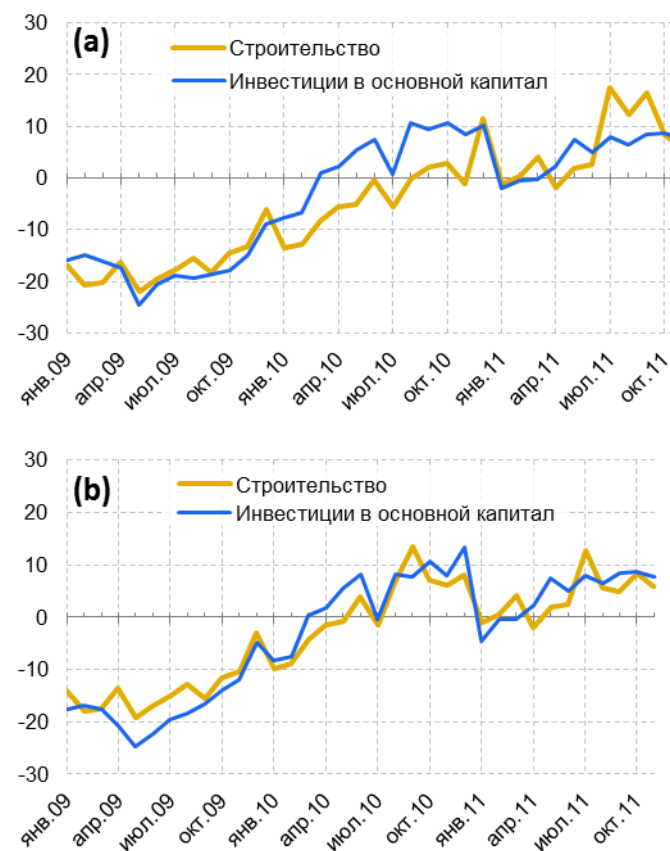 (a)
Строительство
Инвестиции в основной капитал
30
20
10
0
-10
-20
-30
янв.09
апр.09
июл.09
окт.09
янв.10
апр.10
июл.10
окт.10
янв.11
апр.11
июл.11
окт.11
(b)
Строительство
Инвестиции в основной капитал
30
20
10
0
-10
-20
-30
янв.09
апр.09
июл.09
окт.09
янв.10
апр.10
июл.10
окт.10
янв.11
апр.11
июл.11
окт.11